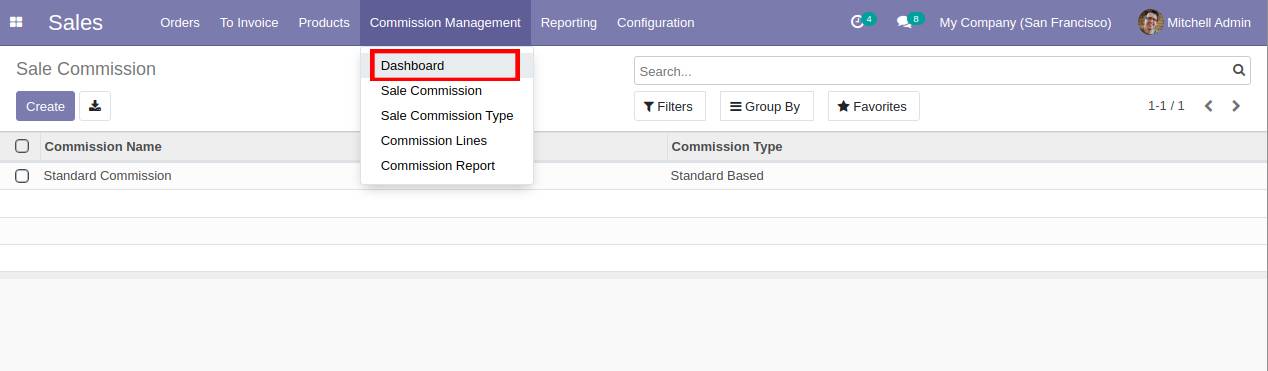 Sales Orders To Invoice Products Commission Management Reporting Configuration 4 8 My Company (San Francisco) Mitchell Admin
Dashboard
Sale Commission
Sale Commission Type
Commission Lines
Commission Report
Sale Commission
Search...
Create
Filters Group By Favorites 1-1 / 1
Commission Name Commission Type
Standard Commission Standard Based